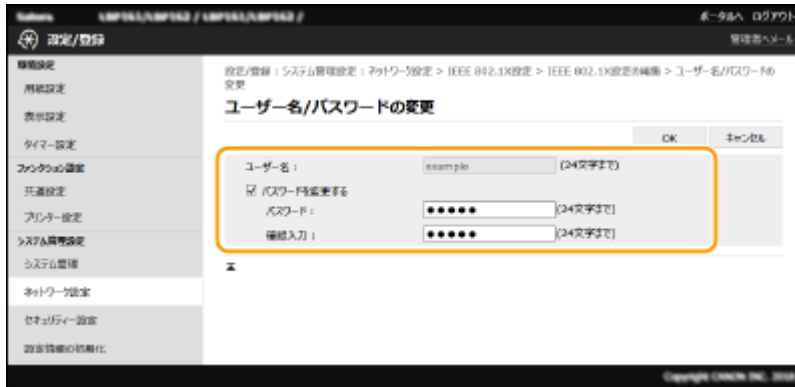 Satera LBP161/LBP162 / LBP161/LBP162 /
ポータルへ ログアウト
設定/登録
管理者へメール
環境設定
用紙設定
表示設定
タイマー設定
ファンクション設定
共通設定
プリンター設定
システム管理設定
システム管理
ネットワーク設定
セキュリティー設定
設定情報の初期化
設定/登録 : システム管理設定 : ネットワーク設定 > IEEE 802.1X設定 > IEEE 802.1X設定の編集 > ユーザー名/パスワードの
変更
ユーザー名/パスワードの変更
OK キャンセル
ユーザー名 : example (24文字まで)
パスワードを変更する
パスワード : ●●●●● (24文字まで)
確認入力 : ●●●●● (24文字まで)
Copyright CANON INC. 2018